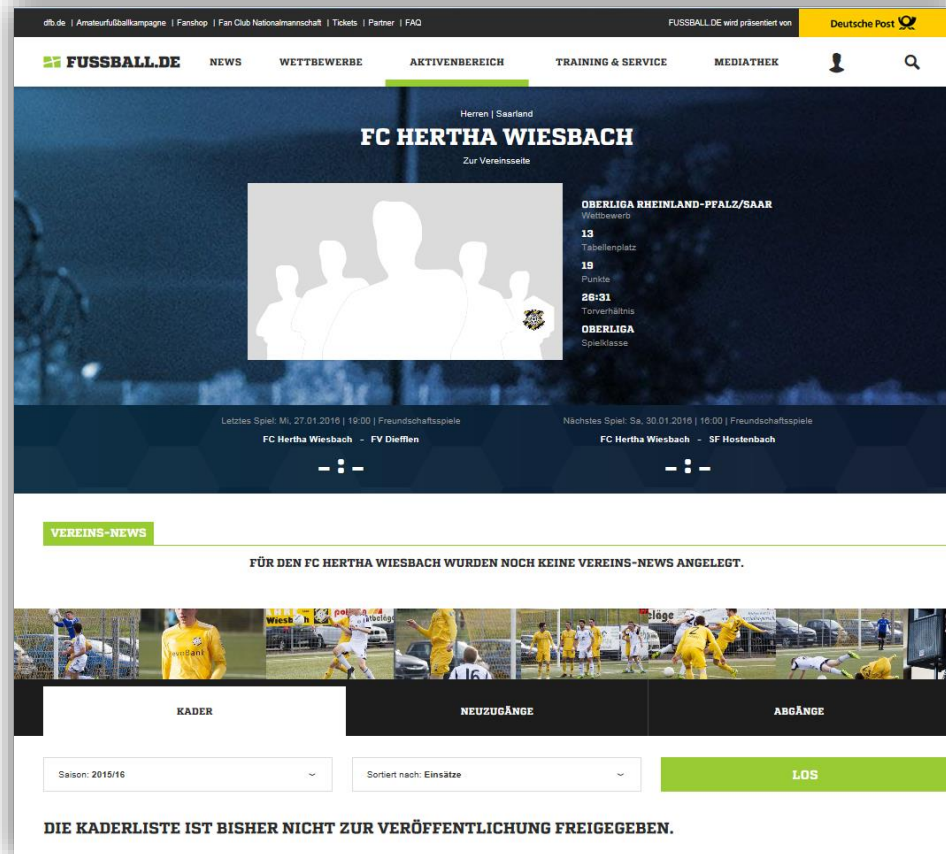 dfb.de | Amateurfußballkampagne | Fanshop | Fan Club Nationalmannschaft | Tickets | Partner | FAQ
FUSSBALL.DE wird präsentiert von
Deutsche Post
FUSSBALL.DE NEWS WETTBEWERBE AKTIVENBEREICH TRAINING & SERVICE MEDIATHEK
Herren | Saarland
FC HERTHA WIESBACH
Zur Vereinsseite
OBERLIGA RHEINLAND-PFALZ/SAAR
Wettbewerb
13
Tabellenplatz
19
Punkte
26:31
Torverhältnis
OBERLIGA
Spielklasse
Letztes Spiel: Mi, 27.01.2016 | 19:00 | Freundschaftsspiele
FC Hertha Wiesbach - FV Diefflen
- : -
Nächstes Spiel: Sa, 30.01.2016 | 16:00 | Freundschaftsspiele
FC Hertha Wiesbach - SF Hostenbach
- : -
VEREINS-NEWS
FÜR DEN FC HERTHA WIESBACH WURDEN NOCH KEINE VEREINS-NEWS ANGELEGT.
16
2
KADER NEUZUGÄNGE ABGÄNGE
Saison: 2015/16 Sortiert nach: Einsätze LOS
DIE KADERLISTE IST BISHER NICHT ZUR VERÖFFENTLICHUNG FREIGEGEBEN.